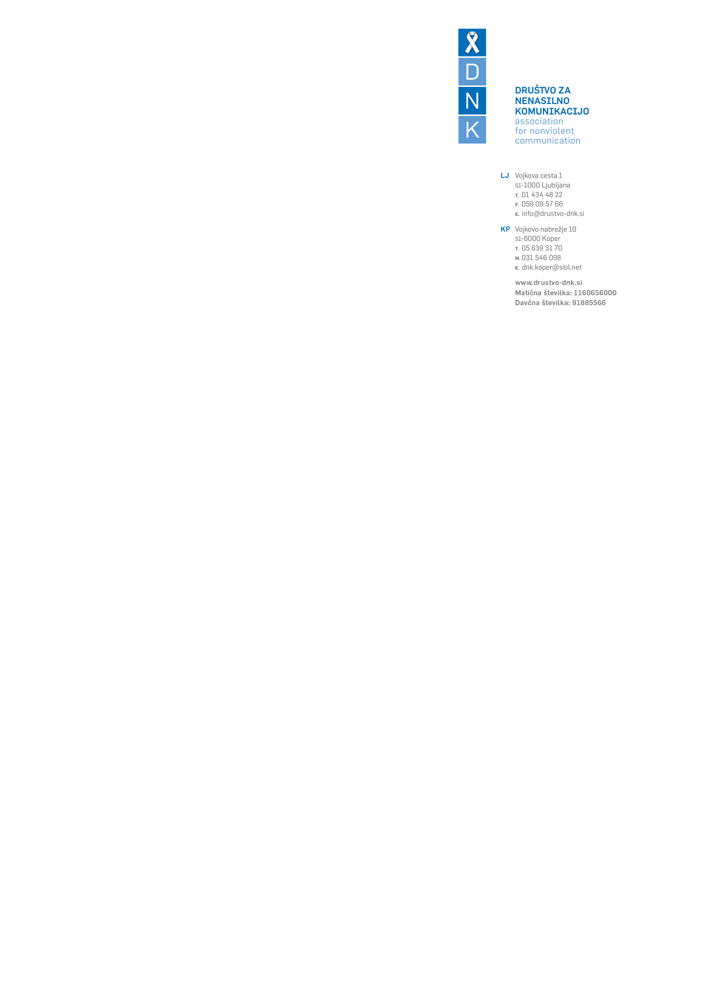 D
N
K
DRUŠTVO ZA
NENASILNO
KOMUNIKACIJO
association
for nonviolent
communication
LJ Vojkova cesta 1
SI-1000 Ljubljana
T. 01 434 48 22
F. 059 09 57 66
E. info@drustvo-dnk.si
KP Vojkovo nabrežje 10
SI-6000 Koper
T. 05 639 31 70
M. 031 546 098
E. dnk.koper@siol.net
www.drustvo-dnk.si
Matična številka: 1160656000
Davčna številka: 91885566